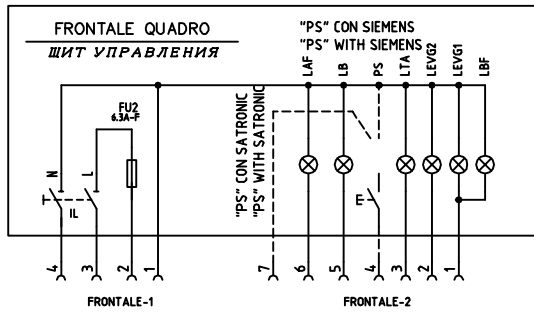 FRONTALE QUADRO
ЩИТ УПРАВЛЕНИЯ
"PS" CON SIEMENS
"PS" WITH SIEMENS
LAF
LB
PS
LTA
LEVG2
LEVG1
LBF
"PS" CON SATRONIC
"PS" WITH SATRONIC
FU2
6.3A-F
N
L
IL
4
3
2
1
7
6
5
4
3
2
1
FRONTALE-1
FRONTALE-2